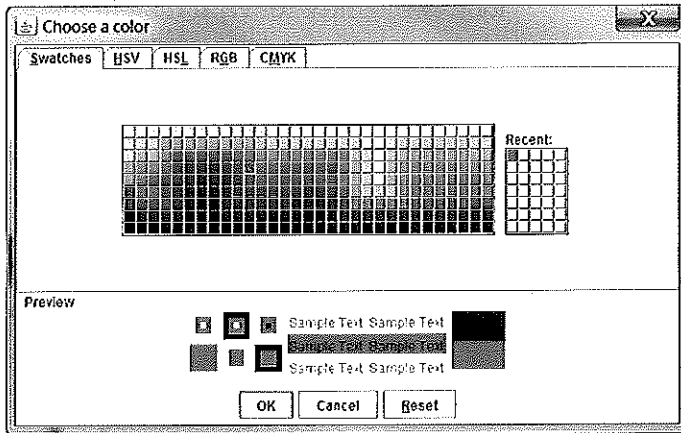 Choose a color
Swatches HSV HSL RGB CMYK
Recent:
Preview
Sample Text Sample Text
Sample Text Sample Text
Sample Text Sample Text
OK Cancel Reset